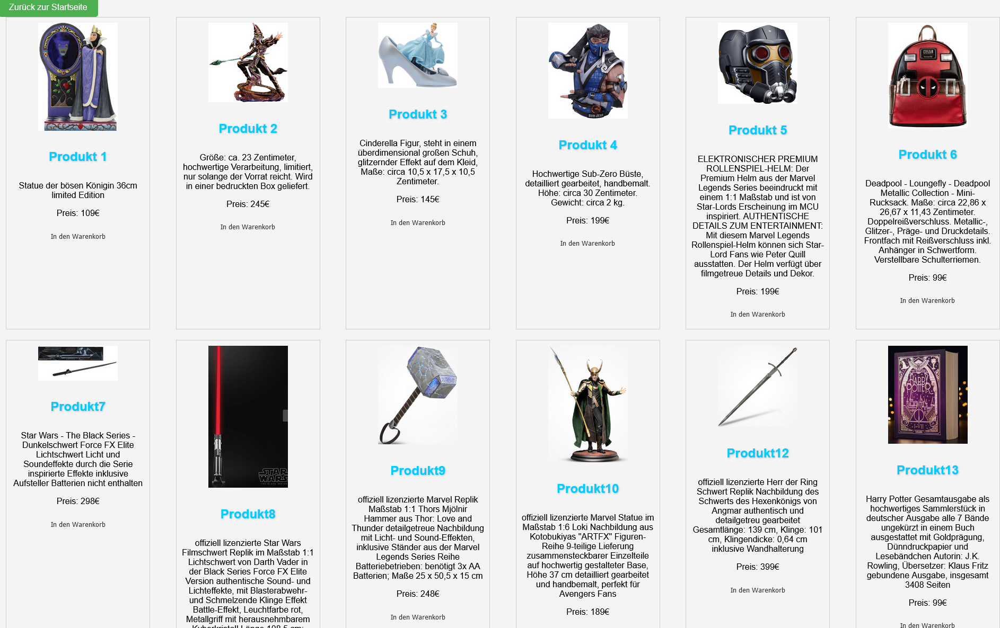 Zurück zur Startseite
Produkt 1
Statue der bösen Königin 36cm
limited Edition
Preis: 109€
In den Warenkorb
Produkt 2
Größe: ca. 23 Zentimeter,
hochwertige Verarbeitung, limitiert,
nur solange der Vorrat reicht. Wird
in einer bedruckten Box geliefert.
Preis: 245€
In den Warenkorb
Produkt 3
Cinderella Figur, steht in einem
überdimensional großen Schuh,
glitzernder Effekt auf dem Kleid,
Maße: circa 10,5 x 17,5 x 10,5
Zentimeter.
Preis: 145€
In den Warenkorb
SUB-ZERO
Produkt 4
Hochwertige Sub-Zero Büste,
detailliert gearbeitet, handbemalt.
Höhe: circa 30 Zentimeter.
Gewicht: circa 2 kg.
Preis: 199€
In den Warenkorb
Produkt 5
ELEKTRONISCHER PREMIUM
ROLLENSPIEL-HELM: Der
Premium Helm aus der Marvel
Legends Series beeindruckt mit
einem 1:1 Maßstab und ist von
Star-Lords Erscheinung im MCU
inspiriert. AUTHENTISCHE
DETAILS ZUM ENTERTAINMENT:
Mit diesem Marvel Legends
Rollenspiel-Helm können sich Star-
Lord Fans wie Peter Quill
ausstatten. Der Helm verfügt über
filmgetreue Details und Dekor.
Preis: 199€
In den Warenkorb
Produkt 6
Deadpool - Loungefly - Deadpool
Metallic Collection - Mini-
Rucksack. Maße: circa 22,86 x
26,67 x 11,43 Zentimeter.
Doppelreißverschluss. Metallic-,
Glitzer-, Präge- und Druckdetails.
Frontfach mit Reißverschluss inkl.
Anhänger in Schwertform.
Verstellbare Schulterriemen.
Preis: 99€
In den Warenkorb
Produkt7
Star Wars - The Black Series -
Dunkelschwert Force FX Elite
Lichtschwert Licht und
Soundeffekte durch die Serie
inspirierte Effekte inklusive
Aufsteller Batterien nicht enthalten
Preis: 298€
In den Warenkorb
STAR
WARS
THE BLACK SERIES
Produkt8
offiziell lizenzierte Star Wars
Filmschwert Replik im Maßstab 1:1
Lichtschwert von Darth Vader in
der Black Series Force FX Elite
Version authentische Sound- und
Lichteffekte, mit Blasterabwehr-
und Schmelzende Klinge Effekt
Battle-Effekt, Leuchtfarbe rot,
Metallgriff mit herausnehmbarem
Kyberkristall Länge 108,5 cm;
Produkt9
offiziell lizenzierte Marvel Replik
Maßstab 1:1 Thors Mjölnir
Hammer aus Thor: Love and
Thunder detailgetreue Nachbildung
mit Licht- und Sound-Effekten,
inklusive Ständer aus der Marvel
Legends Series Reihe
Batteriebetrieben: benötigt 3x AA
Batterien; Maße 25 x 50,5 x 15 cm
Preis: 248€
In den Warenkorb
Produkt10
offiziell lizenzierte Marvel Statue im
Maßstab 1:6 Loki Nachbildung aus
Kotobukiyas "ARTFX" Figuren-
Reihe 9-teilige Lieferung
zusammensteckbarer Einzelteile
auf hochwertig gestalteter Base,
Höhe 37 cm detailliert gearbeitet
und handbemalt, perfekt für
Avengers Fans
Preis: 189€
Produkt12
offiziell lizenzierte Herr der Ring
Schwert Replik Nachbildung des
Schwerts des Hexenkönigs von
Angmar authentisch und
detailgetreu gearbeitet
Gesamtlänge: 139 cm, Klinge: 101
cm, Klingendicke: 0,64 cm
inklusive Wandhalterung
Preis: 399€
In den Warenkorb
HARRY
POTTER
I-VII
Produkt13
Harry Potter Gesamtausgabe als
hochwertiges Sammlerstück in
deutscher Ausgabe alle 7 Bände
ungekürzt in einem Buch
ausgestattet mit Goldprägung,
Dünndruckpapier und
Lesebändchen Autorin: J.K.
Rowling, Übersetzer: Klaus Fritz
gebundene Ausgabe, insgesamt
3408 Seiten
Preis: 99€
In den Warenkorb